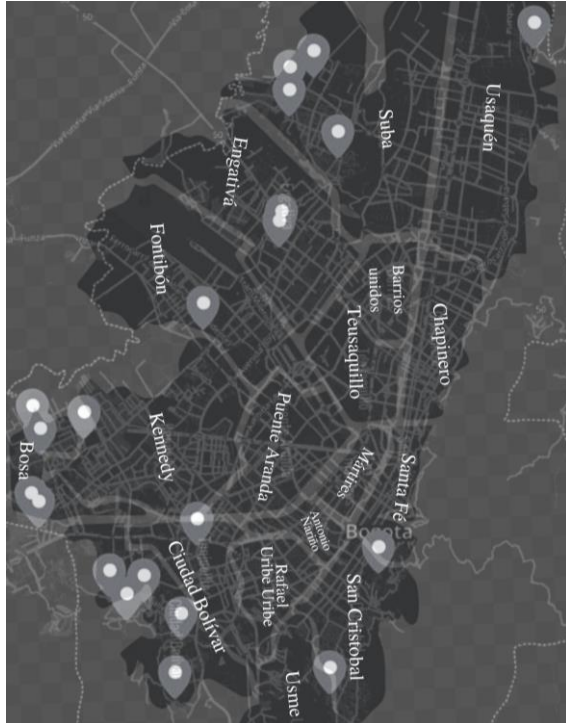 Usaquén
Suba
Engativá
Fontibón
Barrios
unidos
Chapinero
Teusaquillo
Puente Aranda
Kennedy
Bosa
Mártires
Santa Fé
Antonio
Nariño
Bogotá
Ciudad Bolívar
Rafael
Uribe Uribe
San Cristobal
Usme